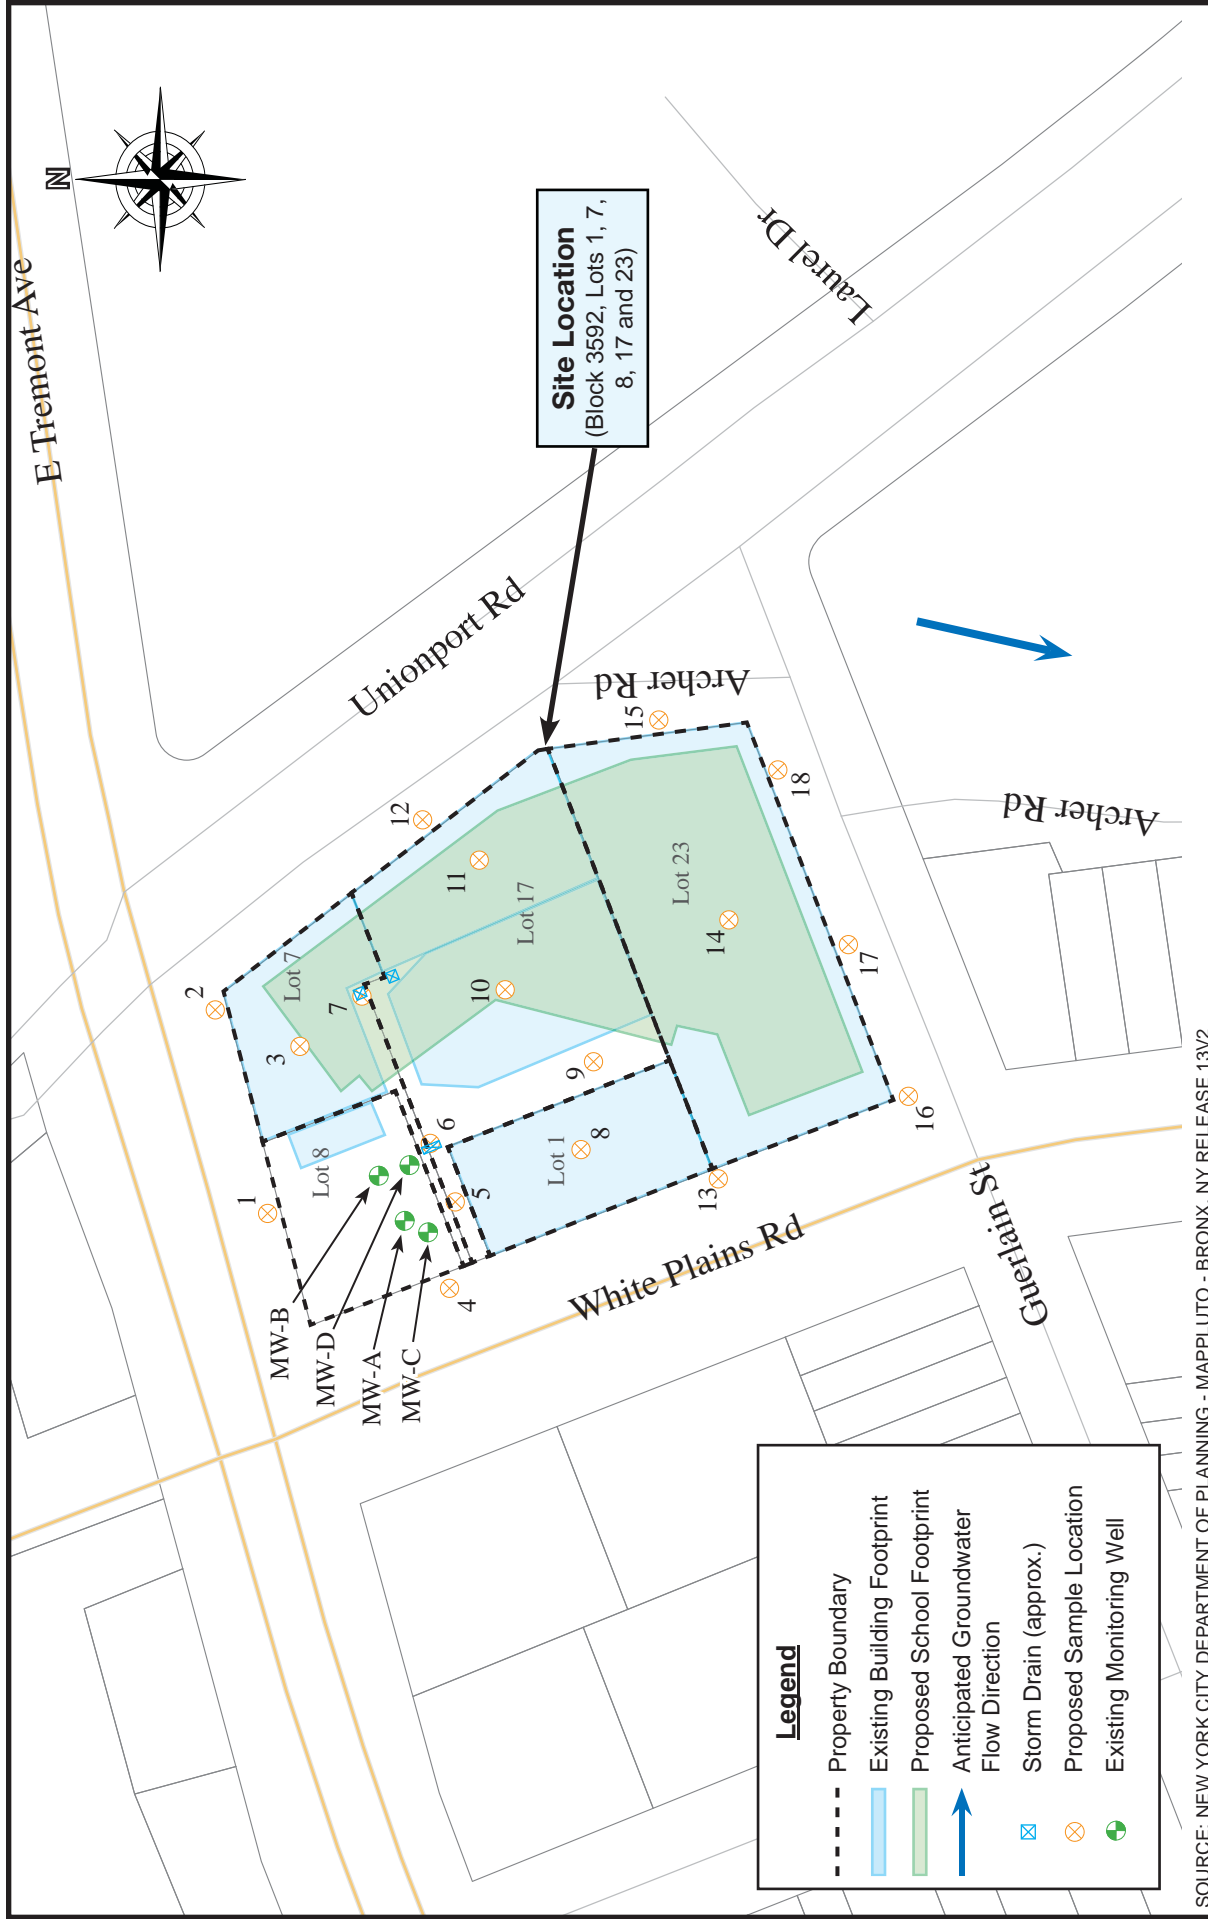 N
E Tremont Ave
Unionport Rd
Laurel Dr
Site Location
(Block 3592, Lots 1, 7,
8, 17 and 23)
Archer Rd
Archer Rd
White Plains Rd
Guerlain St
Lot 7
Lot 8
Lot 17
Lot 1
Lot 23
1
2
3
4
5
6
7
8
9
10
11
12
13
14
15
16
17
18
MW-B
MW-D
MW-A
MW-C
Legend
Property Boundary
Existing Building Footprint
Proposed School Footprint
Anticipated Groundwater
Flow Direction
Storm Drain (approx.)
Proposed Sample Location
Existing Monitoring Well
SOURCE: NEW YORK CITY DEPARTMENT OF PLANNING - MAPPLUTO - BRONX, NY RELEASE 13V2